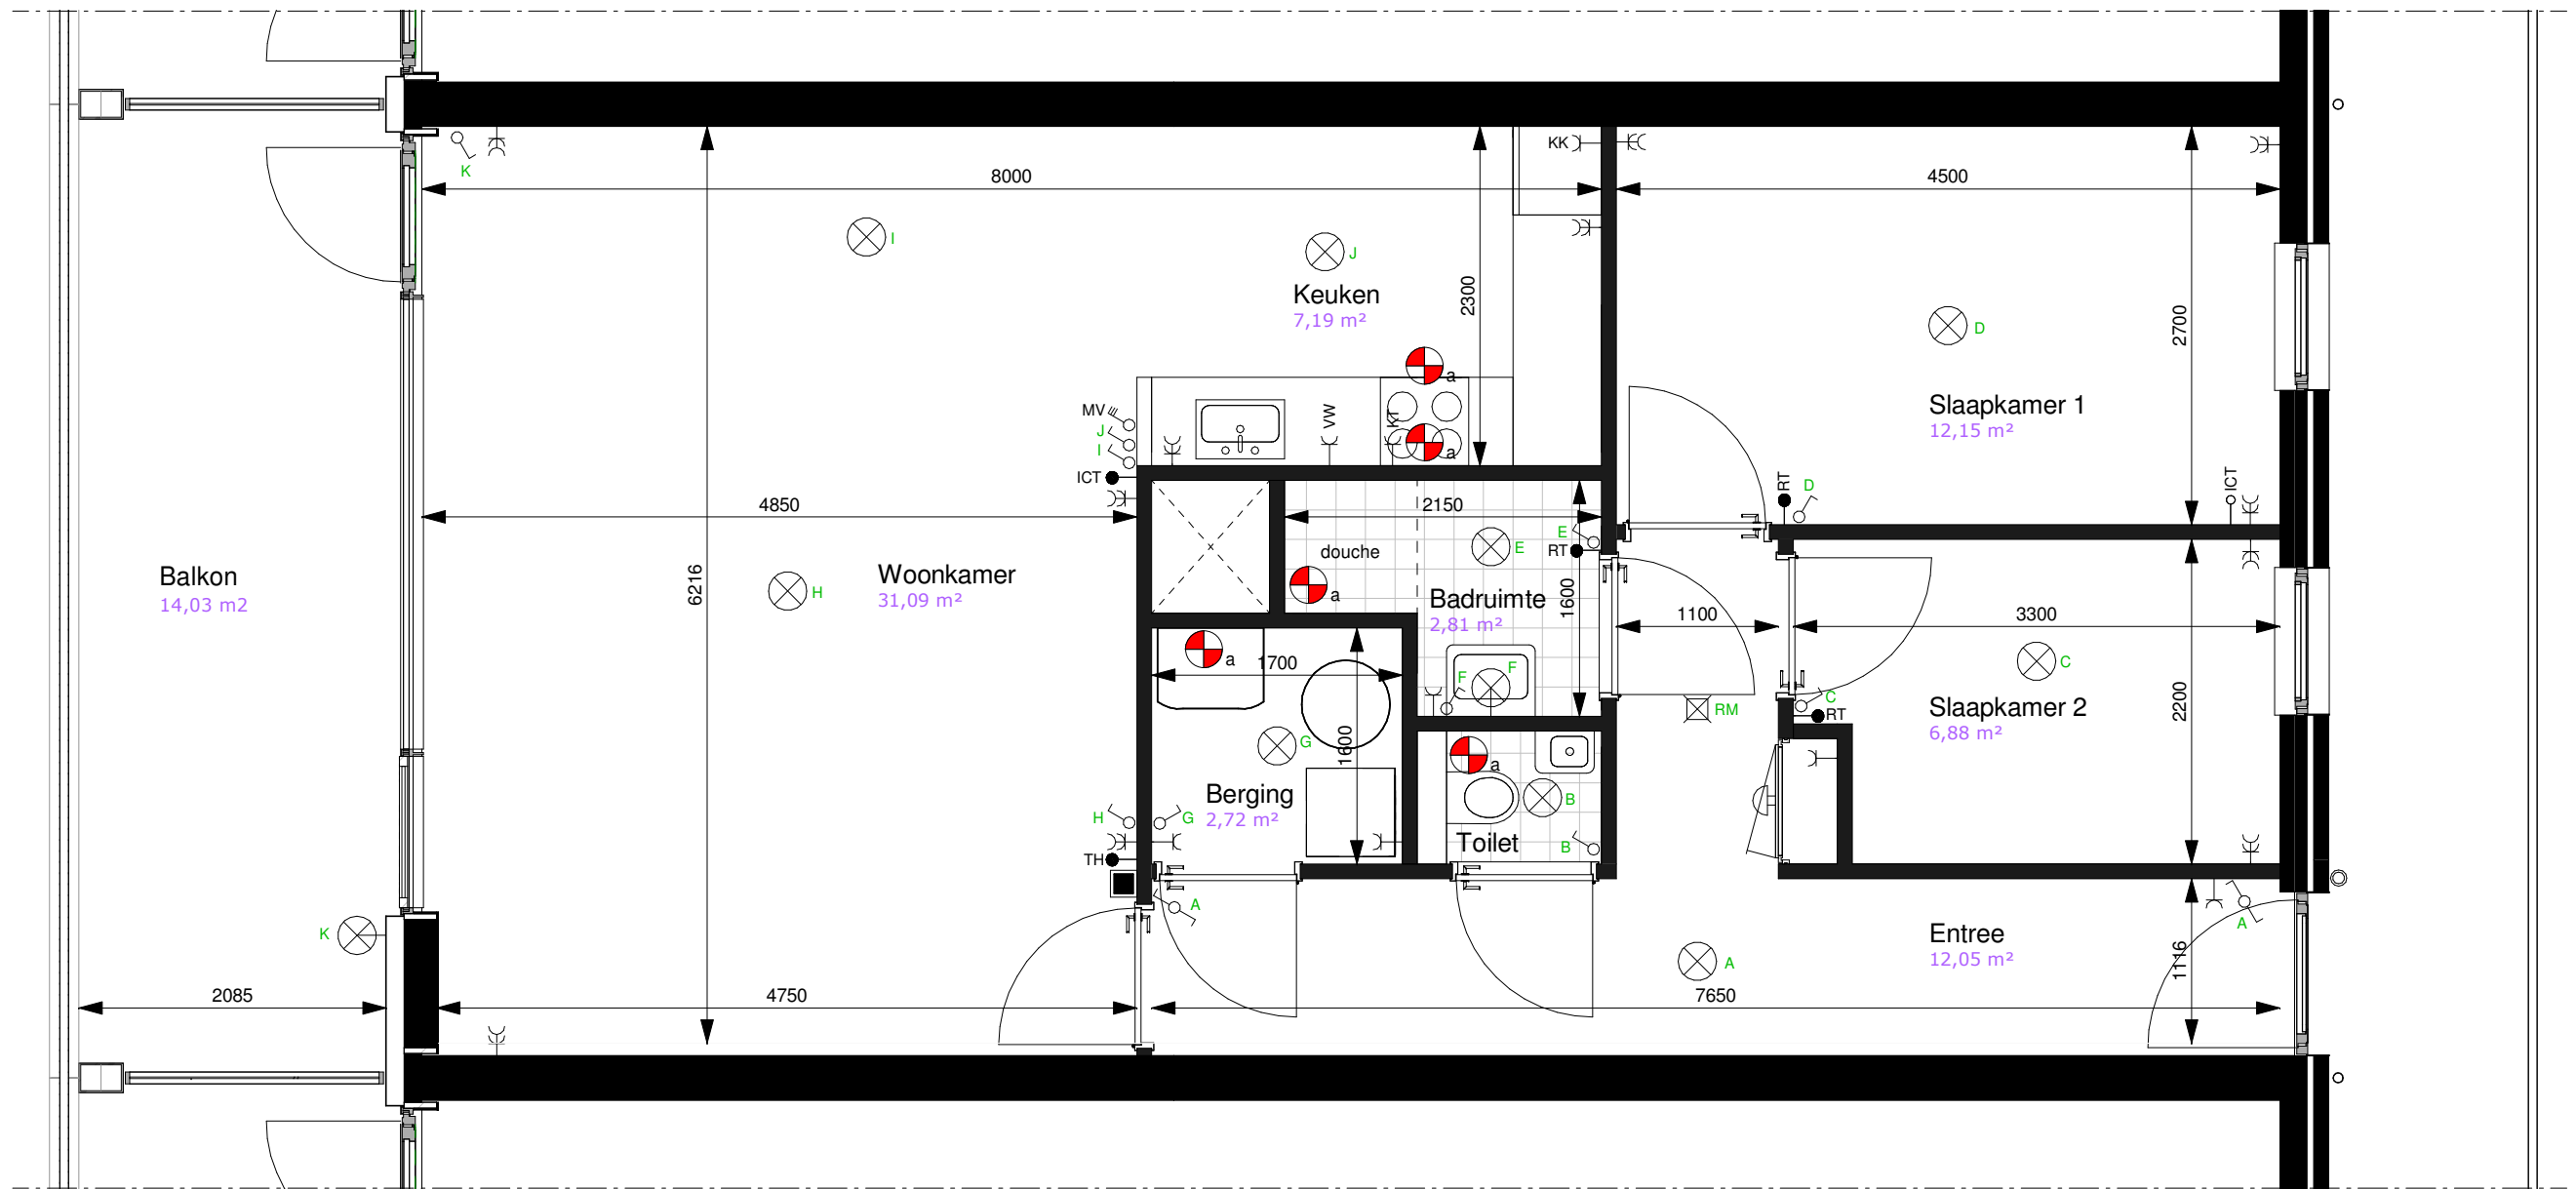 K
KK
8000
4500
I
J
Keuken
7,19 m²
2300
2700
D
a
Slaapkamer 1
12,15 m²
MV
J
I
VW
KT
a
ICT
RT
D
ICT
4850
2150
E
E
RT
douche
Balkon
14,03 m2
6216
H
Woonkamer
31,09 m²
a
Badruimte
2,81 m²
1600
1100
3300
a
1700
F
F
C
C
RM
RT
Slaapkamer 2
6,88 m²
2200
G
1600
a
Berging
2,72 m²
B
H
G
Toilet
B
TH
A
A
K
Entree
12,05 m²
A
1116
2085
4750
7650